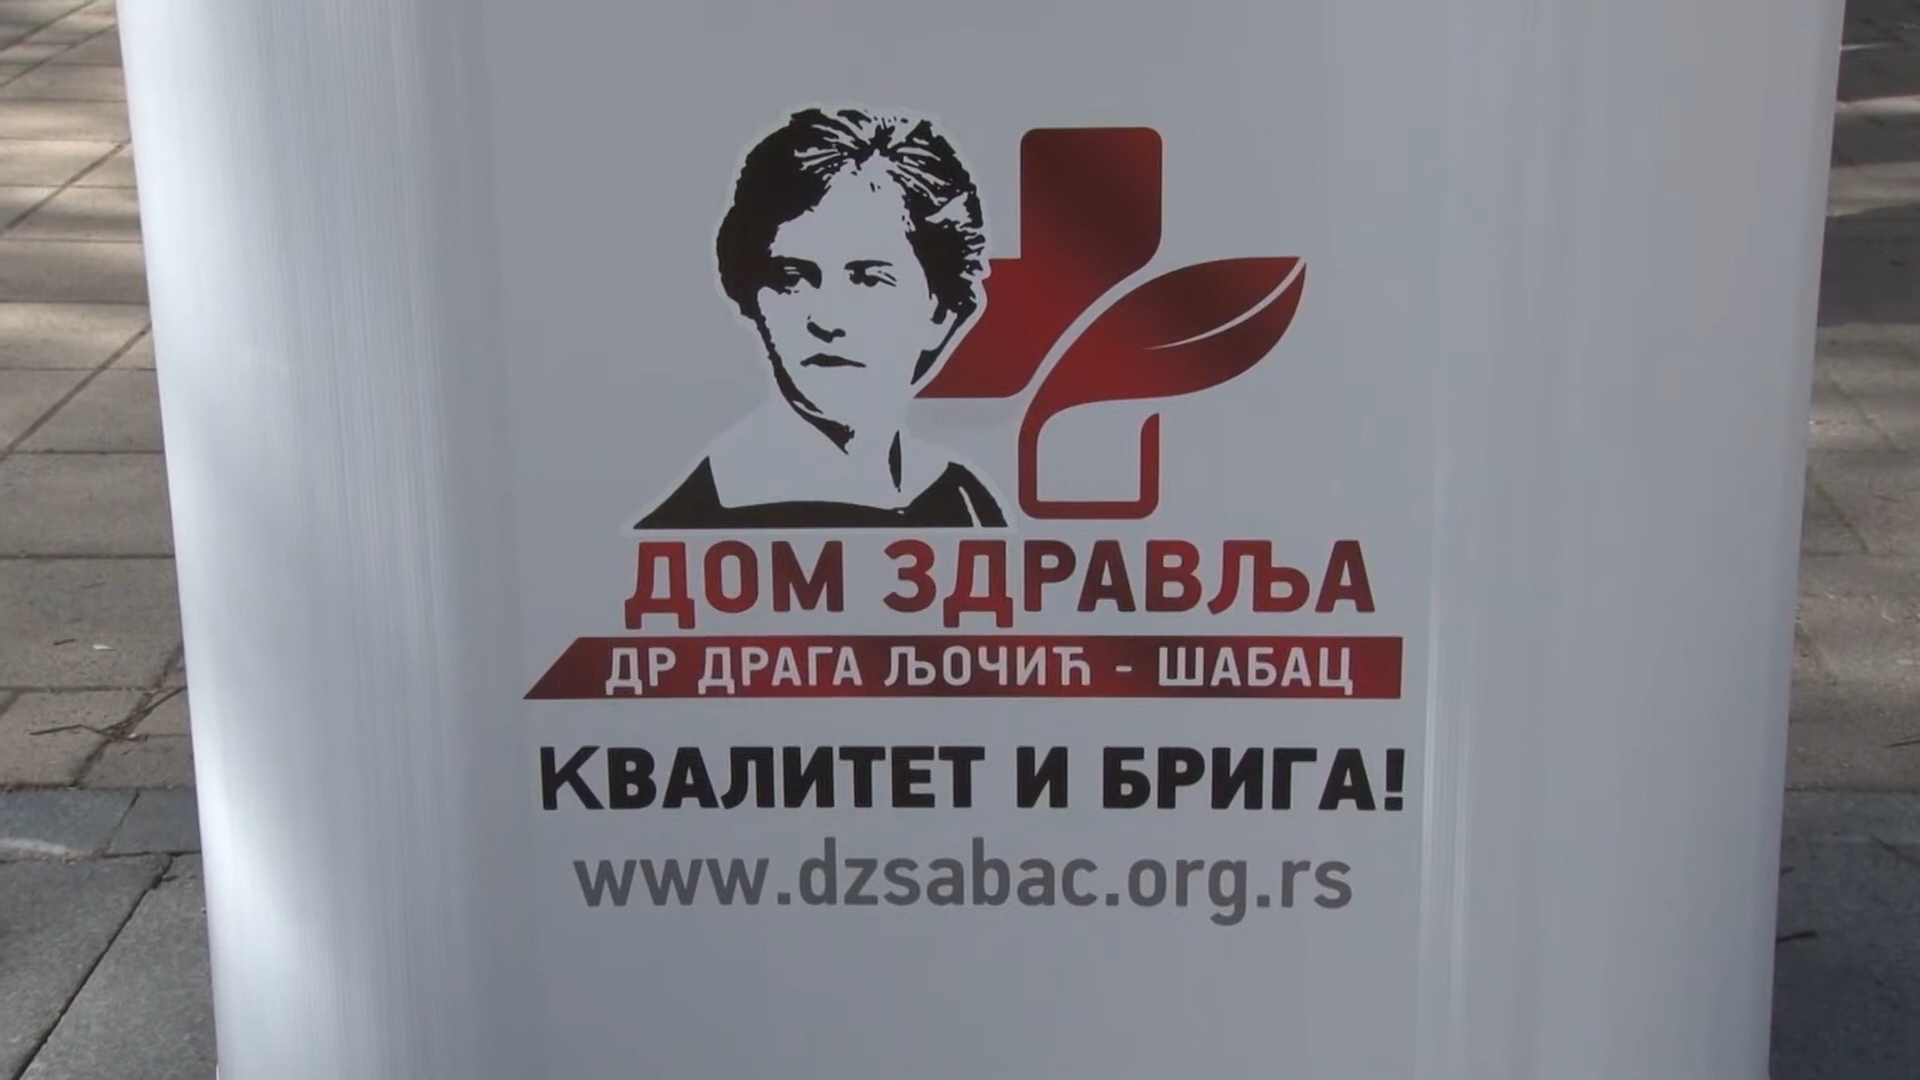 ДОМ ЗДРАВЉА
ДР ДРАГА ЉОЧИЋ - ШАБАЦ
КВАЛИТЕТ И БРИГА!
www.dzsabac.org.rs